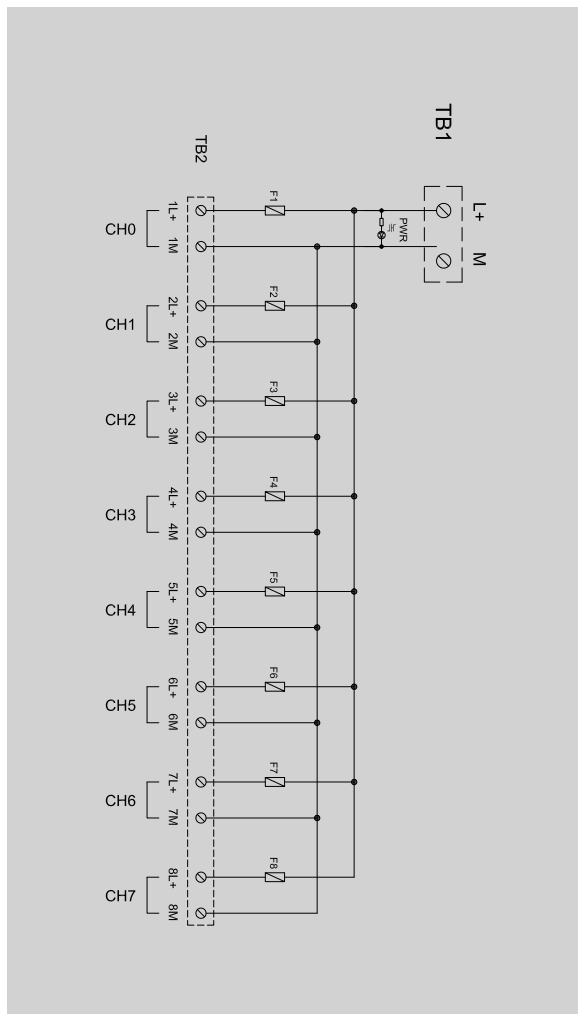 TB1
TB2
L+
M
PWR
CH0
1L+
1M
F1
CH1
2L+
2M
F2
CH2
3L+
3M
F3
CH3
4L+
4M
F4
CH4
5L+
5M
F5
CH5
6L+
6M
F6
CH6
7L+
7M
F7
CH7
8L+
8M
F8